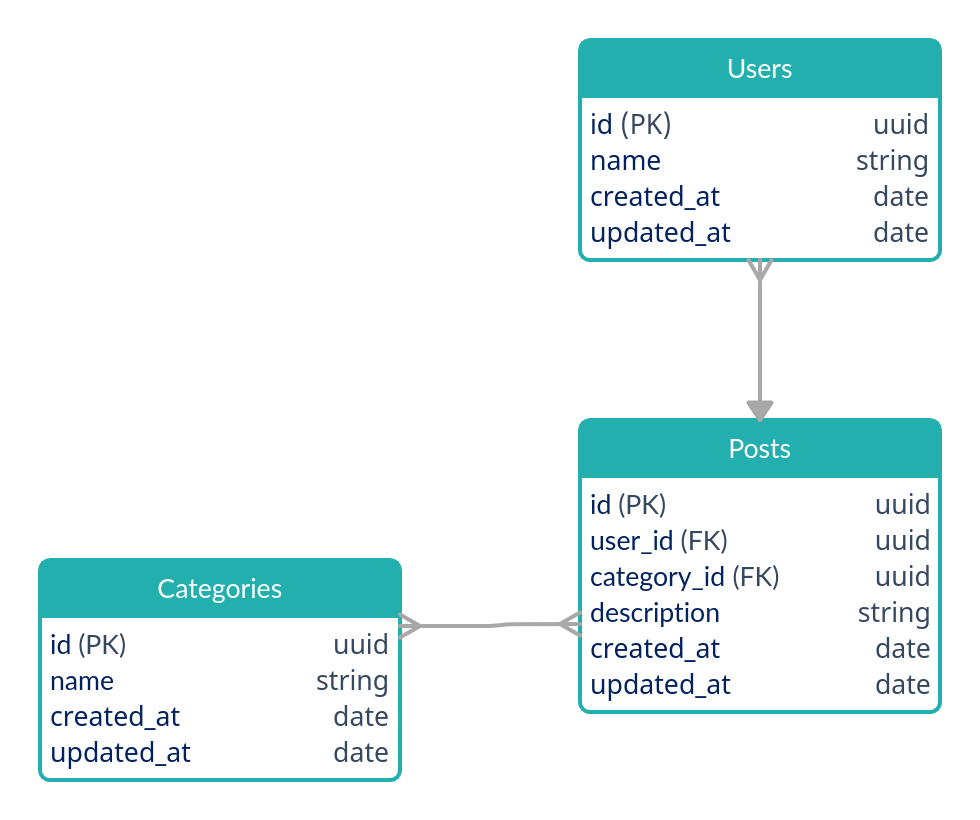 Users
id (PK) uuid
name string
created_at date
updated_at date
Posts
id (PK) uuid
user_id (FK) uuid
category_id (FK) uuid
description string
created_at date
updated_at date
Categories
id (PK) uuid
name string
created_at date
updated_at date